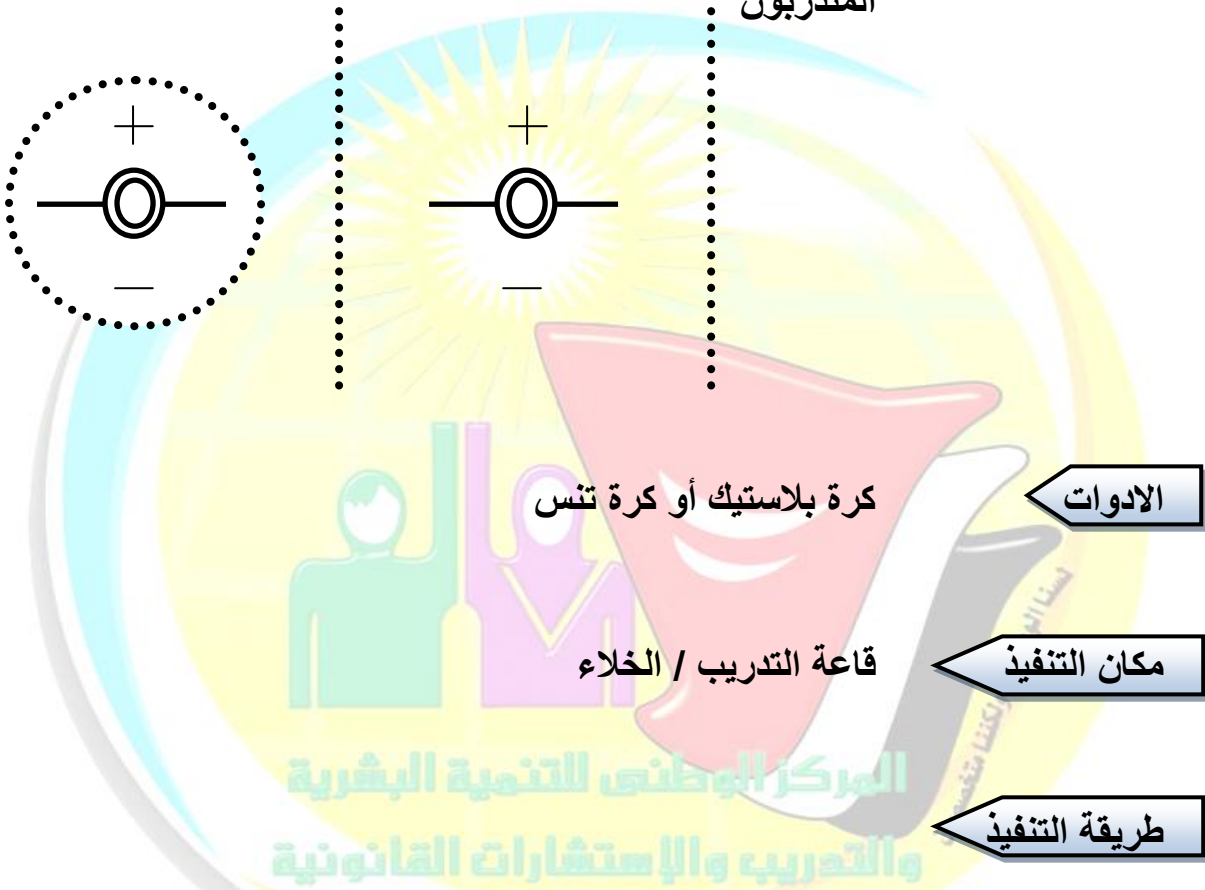 المتدربون
+ +
— —
الادوات
كرة بلاستيك أو كرة تنس
مكان التنفيذ
قاعة التدريب / الخلاء
طريقة التنفيذ
المركز الوطنى للتنمية البشرية
والتدريب والإستشارات القانونية
لسنا